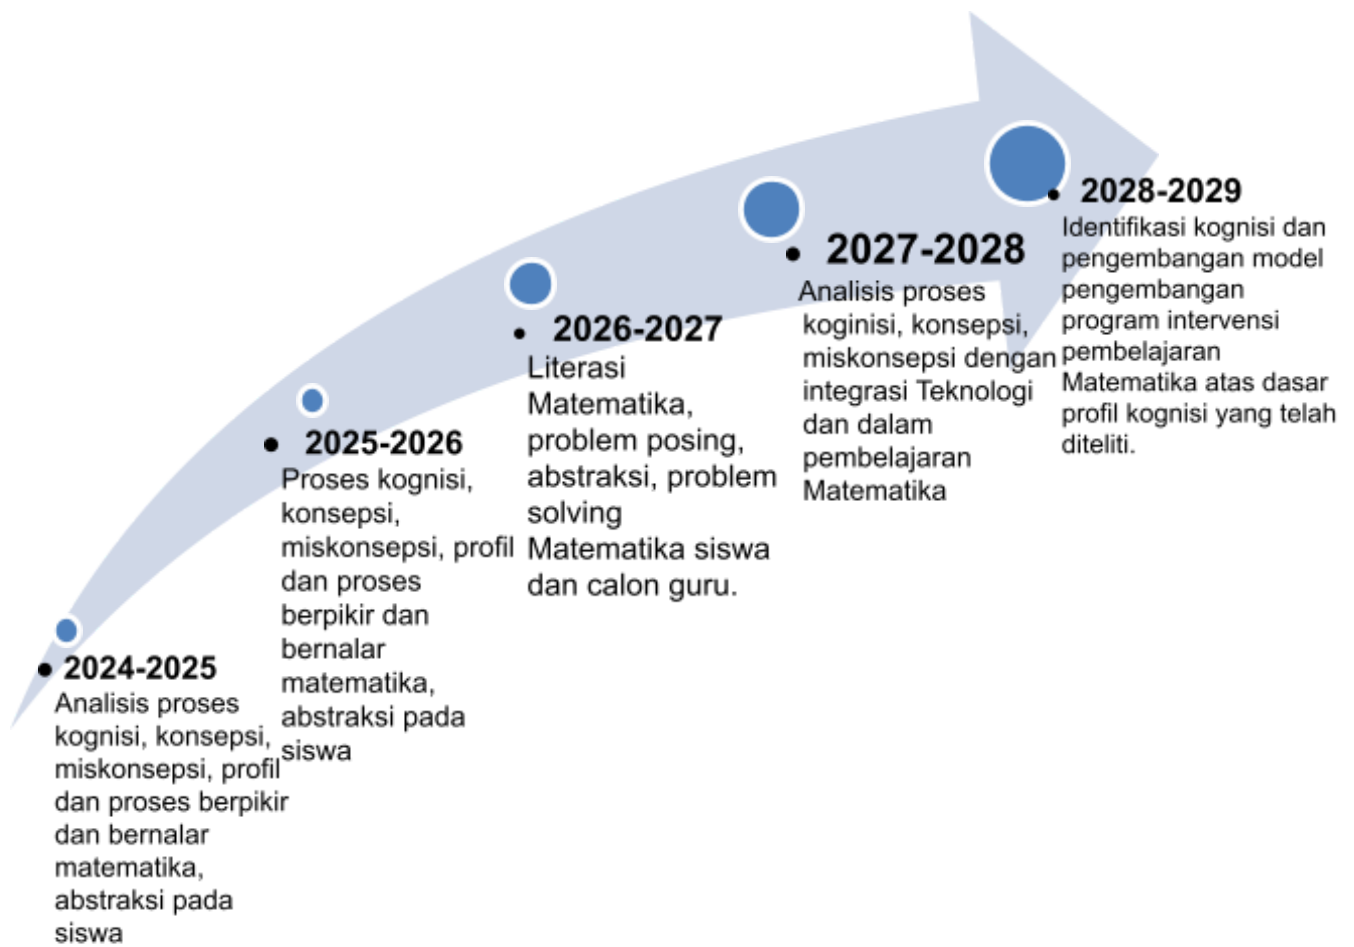 2024-2025
Analisis proses
kognisi, konsepsi,
miskonsepsi, profil
dan proses berpikir
dan bernalar
matematika,
abstraksi pada
siswa
2025-2026
Proses kognisi,
konsepsi,
miskonsepsi, profil
dan proses
berpikir dan
bernalar
matematika,
abstraksi pada
siswa
2026-2027
Literasi
Matematika,
problem posing,
abstraksi, problem
solving
Matematika siswa
dan calon guru.
2027-2028
Analisis proses
koginisi, konsepsi,
miskonsepsi dengan
integrasi Teknologi
dan dalam
pembelajaran
Matematika
2028-2029
Identifikasi kognisi dan
pengembangan model
pengembangan
program intervensi
pembelajaran
Matematika atas dasar
profil kognisi yang telah
diteliti.